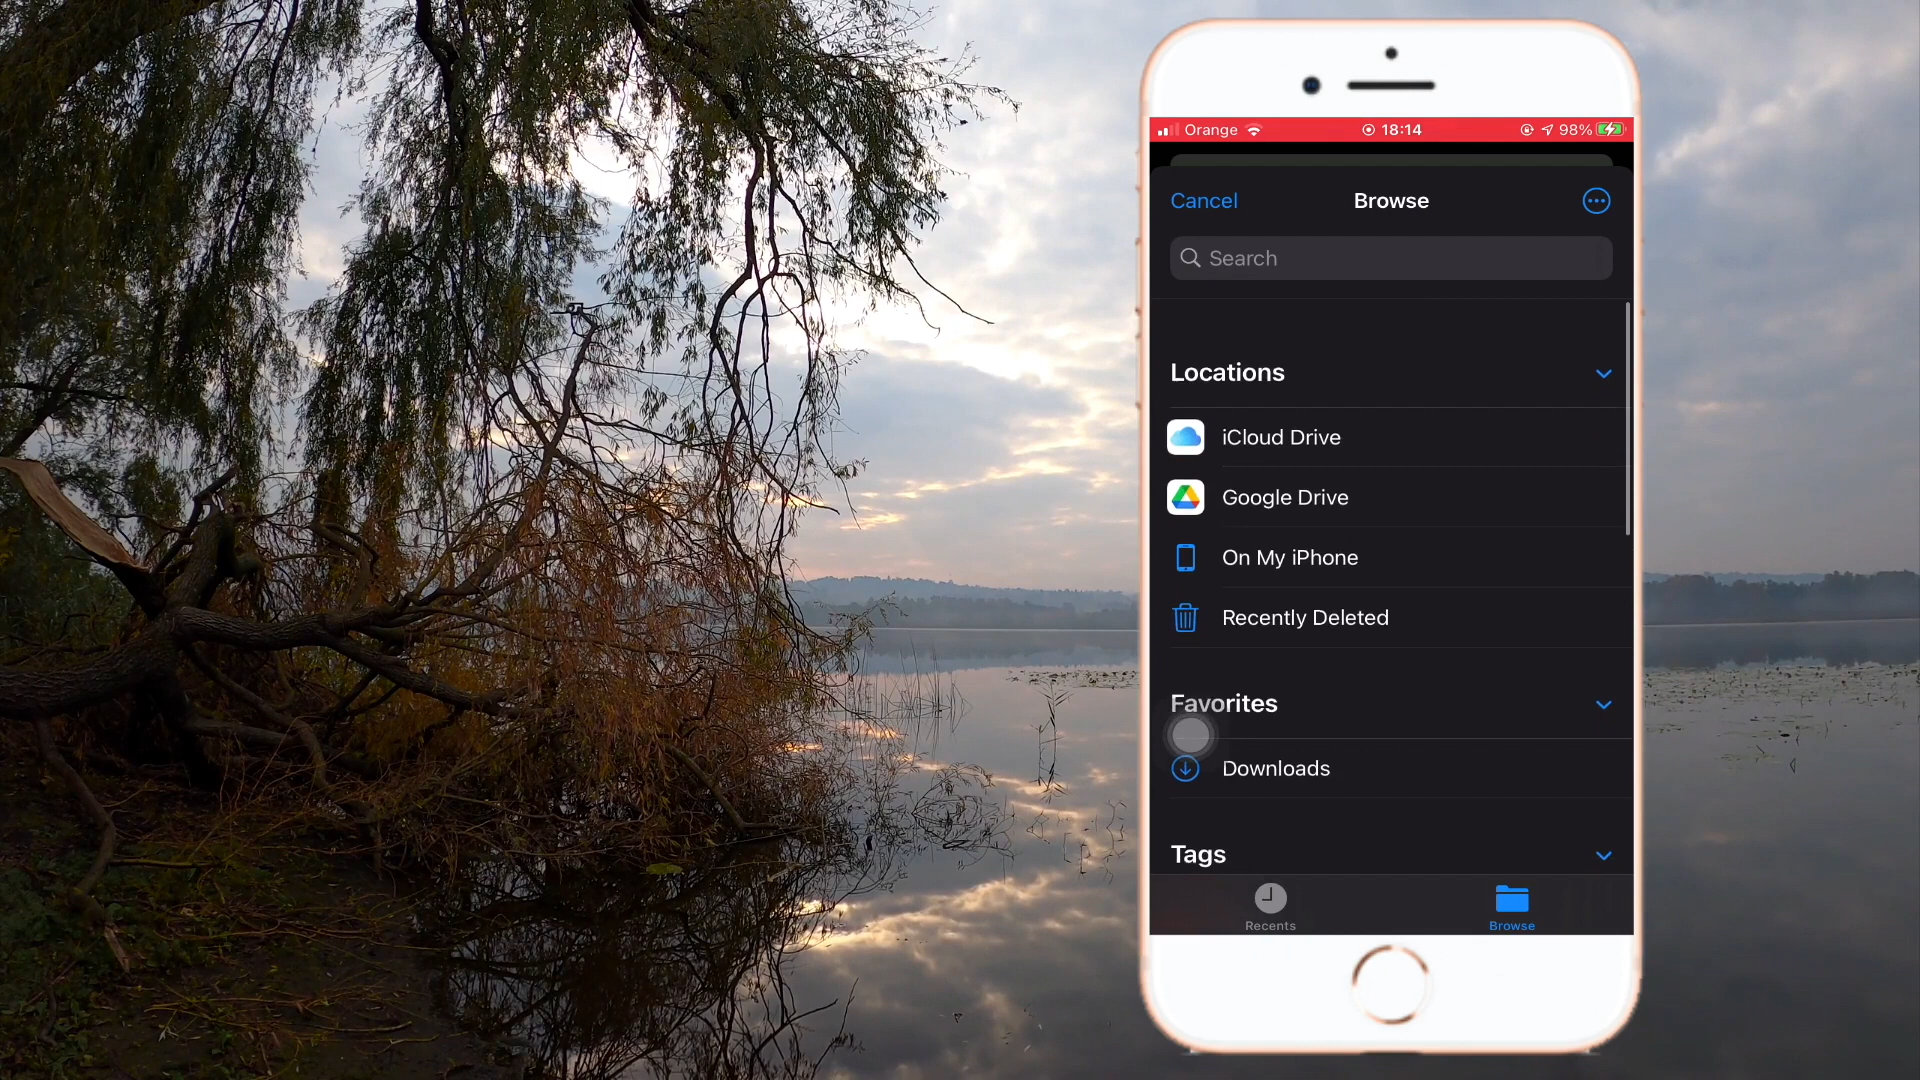 Orange 18:14 98%
Cancel Browse
Search
Locations
iCloud Drive
Google Drive
On My iPhone
Recently Deleted
Favorites
Downloads
Tags
Recents Browse